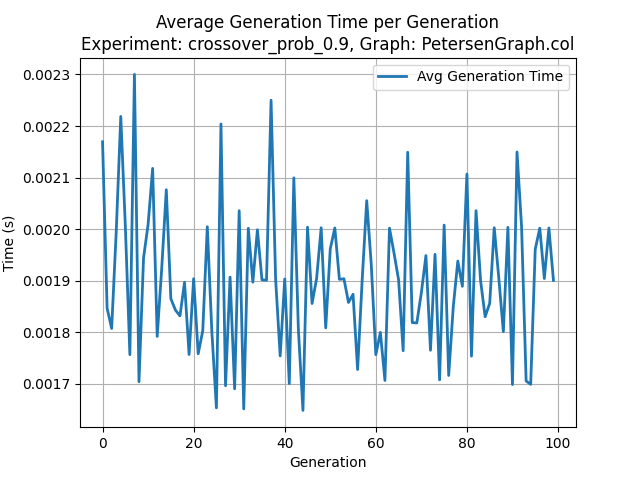 Average Generation Time per Generation
Experiment: crossover_prob_0.9, Graph: PetersenGraph.col
Avg Generation Time
0.0023
0.0022
0.0021
0.0020
0.0019
0.0018
0.0017
Time (s)
0 20 40 60 80 100
Generation